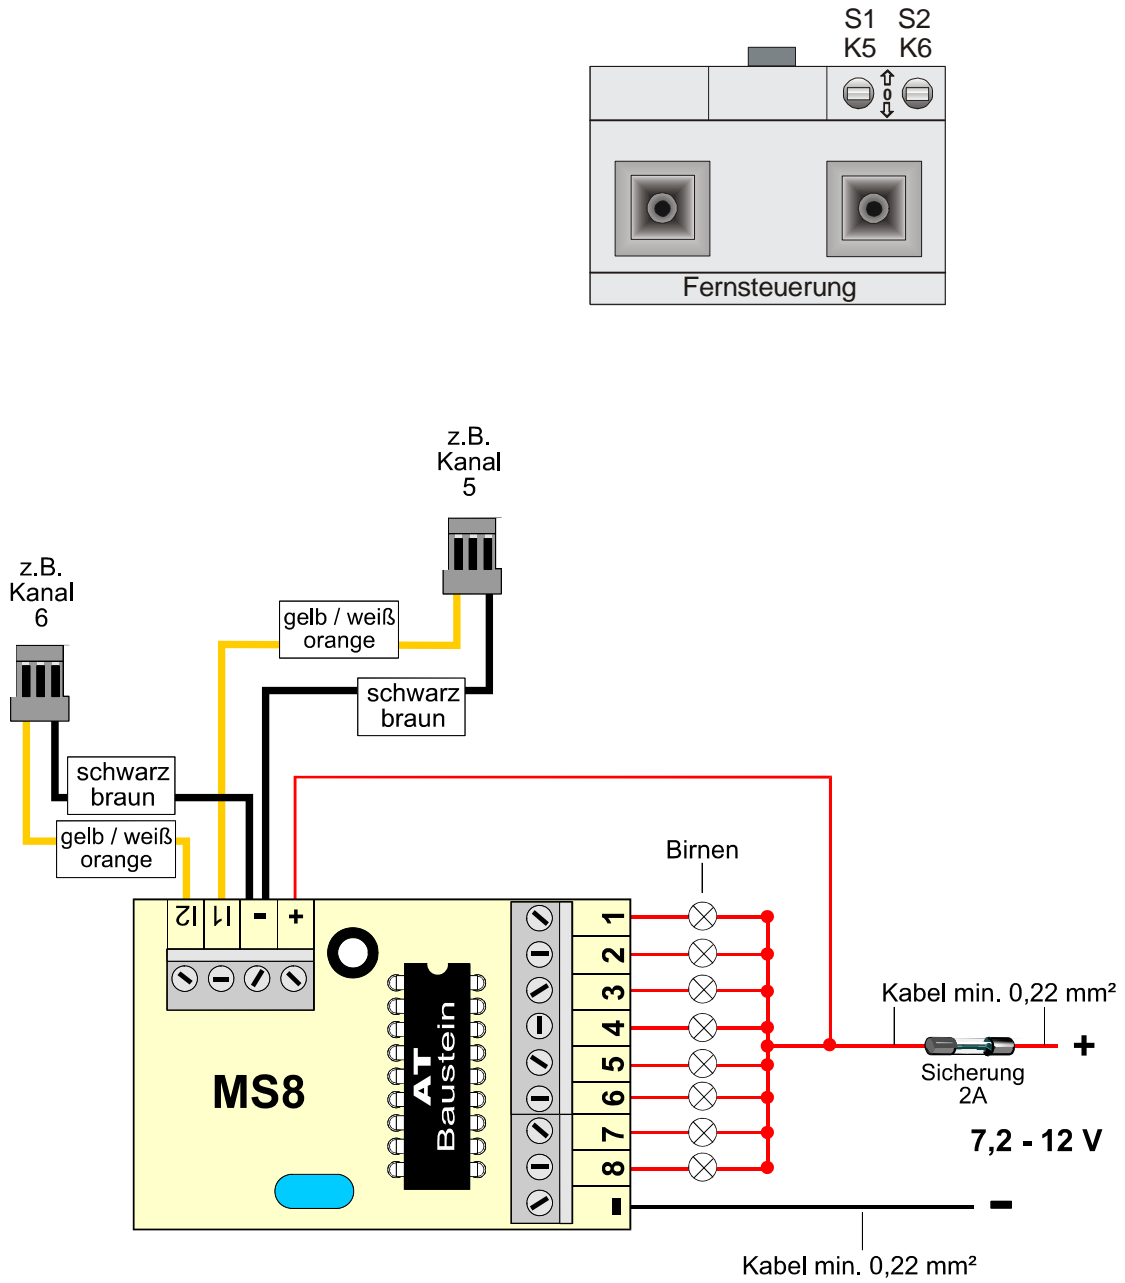 S1 S2
K5 K6
0
Fernsteuerung
z.B.
Kanal
5
z.B.
Kanal
6
gelb / weiß
orange
schwarz
braun
schwarz
braun
gelb / weiß
orange
Birnen
I2 I1 - +
1
2
3
4
5
6
7
8
-
MS8
AT
Baustein
Kabel min. 0,22 mm²
+
Sicherung
2A
7,2 - 12 V
-
Kabel min. 0,22 mm²